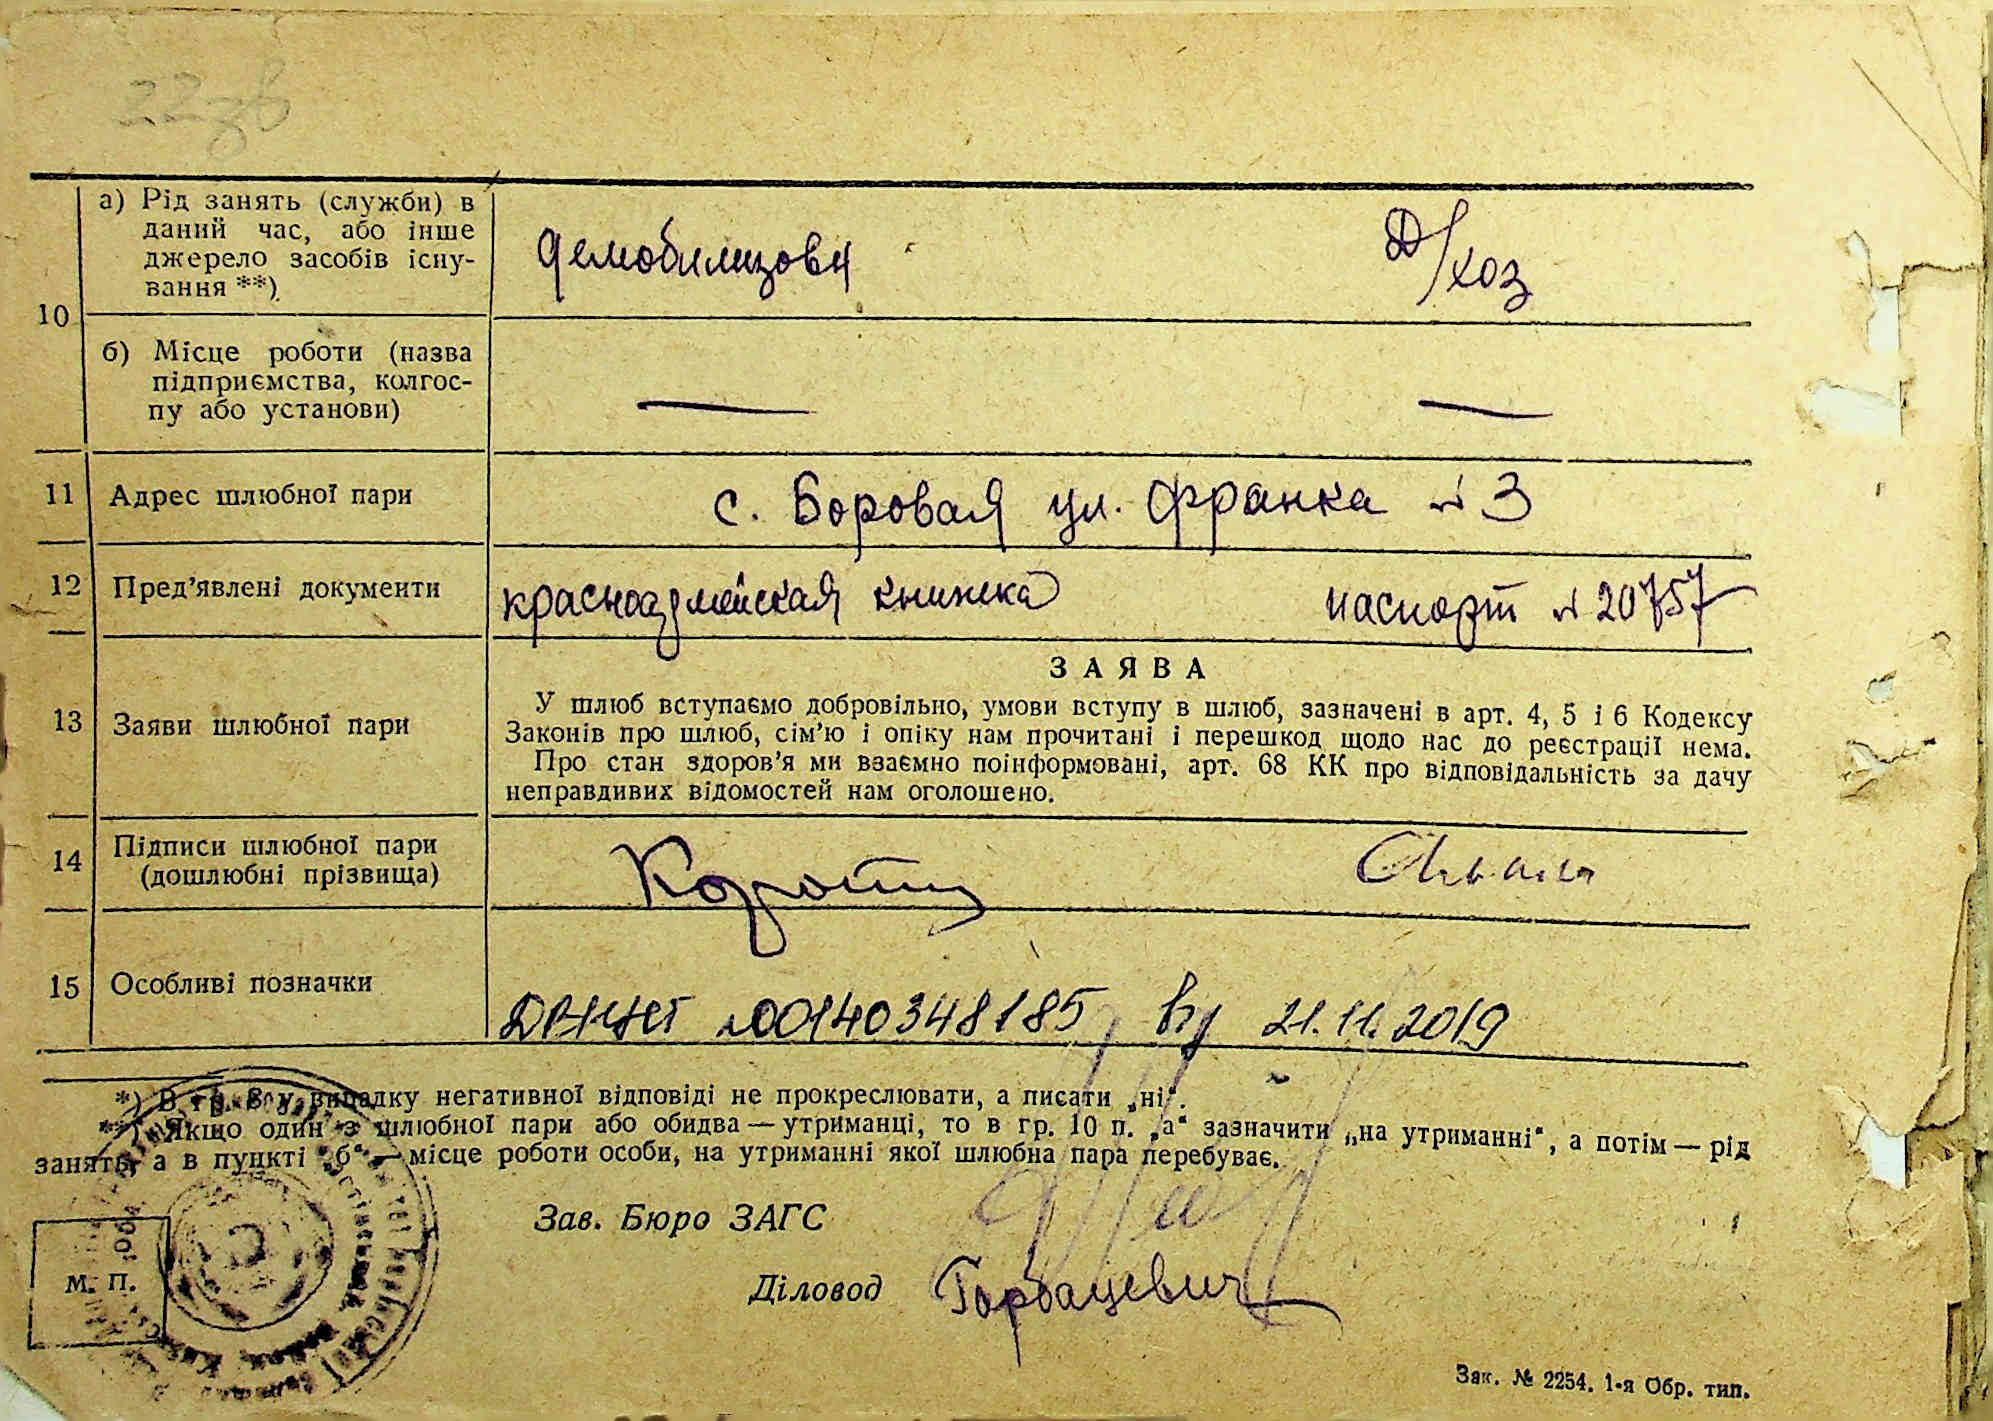 22зв
10
а) Рід занять (служби) в
даний час, або інше
джерело засобів існу-
вання **)
демобилизован
Д/хоз
б) Місце роботи (назва
підприємства, колгос-
пу або установи)
—
—
11
Адрес шлюбної пари
с. Боровая ул. Франка № 3
12
Пред’явлені документи
красноармейская книжка
паспорт № 20757
13
Заяви шлюбної пари
ЗАЯВА
У шлюб вступаємо добровільно, умови вступу в шлюб, зазначені в арт. 4, 5 і 6 Кодексу
Законів про шлюб, сім’ю і опіку нам прочитані і перешкод щодо нас до реєстрації нема.
Про стан здоров’я ми взаємно поінформовані, арт. 68 КК про відповідальність за дачу
неправдивих відомостей нам оголошено.
14
Підписи шлюбної пари
(дошлюбні прізвища)
15
Особливі позначки
00140348185 від 21.11.2019
*) В гр. 8 у випадку негативної відповіді не прокреслювати, а писати „ні“.
**) Якщо один з шлюбної пари або обидва — утриманці, то в гр. 10 п. „а“ зазначити „на утриманні“, а потім — рід
занять, а в пункті „б“ — місце роботи особи, на утриманні якої шлюбна пара перебуває.
Зав. Бюро ЗАГС
М. П.
Діловод Горбацевич
Зак. № 2254. 1-я Обр. тип.